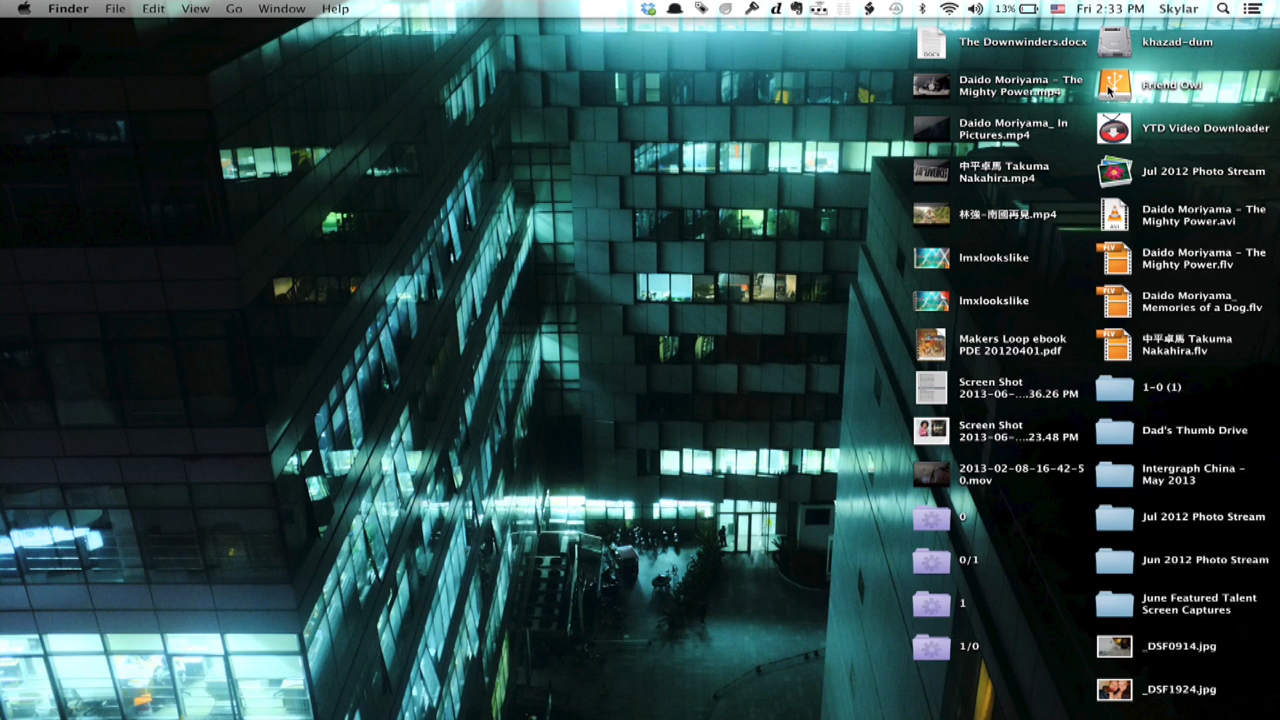 Finder File Edit View Go Window Help
13% Fri 2:33 PM Skylar
The Downwinders.docx
Daido Moriyama - The
Mighty Power.mp4
Daido Moriyama_ In
Pictures.mp4
中平卓馬 Takuma
Nakahira.mp4
林強-南國再見.mp4
Imxlookslike
Imxlookslike
Makers Loop ebook
PDE 20120401.pdf
Screen Shot
2013-06-....36.26 PM
Screen Shot
2013-06-....23.48 PM
2013-02-08-16-42-5
0.mov
0
0/1
1
1/0
khazad-dum
Friend Owl
YTD Video Downloader
Jul 2012 Photo Stream
Daido Moriyama - The
Mighty Power.avi
Daido Moriyama - The
Mighty Power.flv
Daido Moriyama_
Memories of a Dog.flv
中平卓馬 Takuma
Nakahira.flv
1-0 (1)
Dad's Thumb Drive
Intergraph China -
May 2013
Jul 2012 Photo Stream
Jun 2012 Photo Stream
June Featured Talent
Screen Captures
_DSF0914.jpg
_DSF1924.jpg
DOCX
AVI
FLV
FLV
FLV